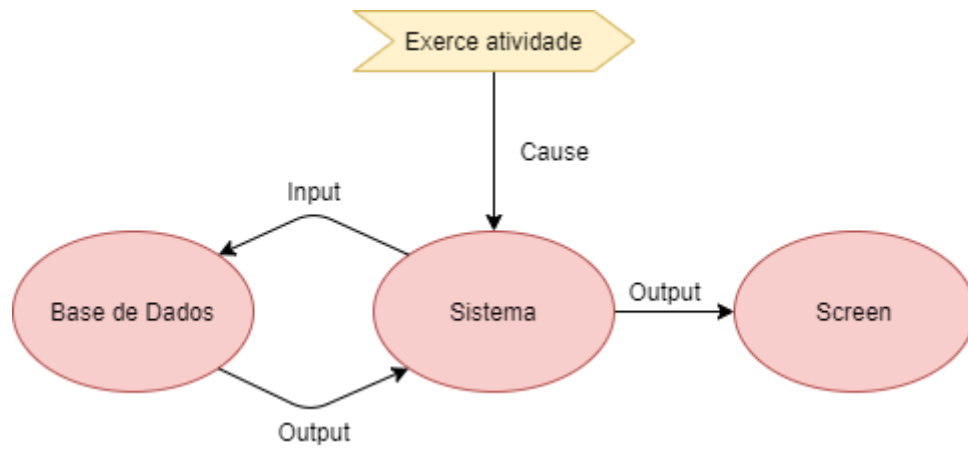 Exerce atividade
Cause
Input
Base de Dados
Sistema
Output
Screen
Output